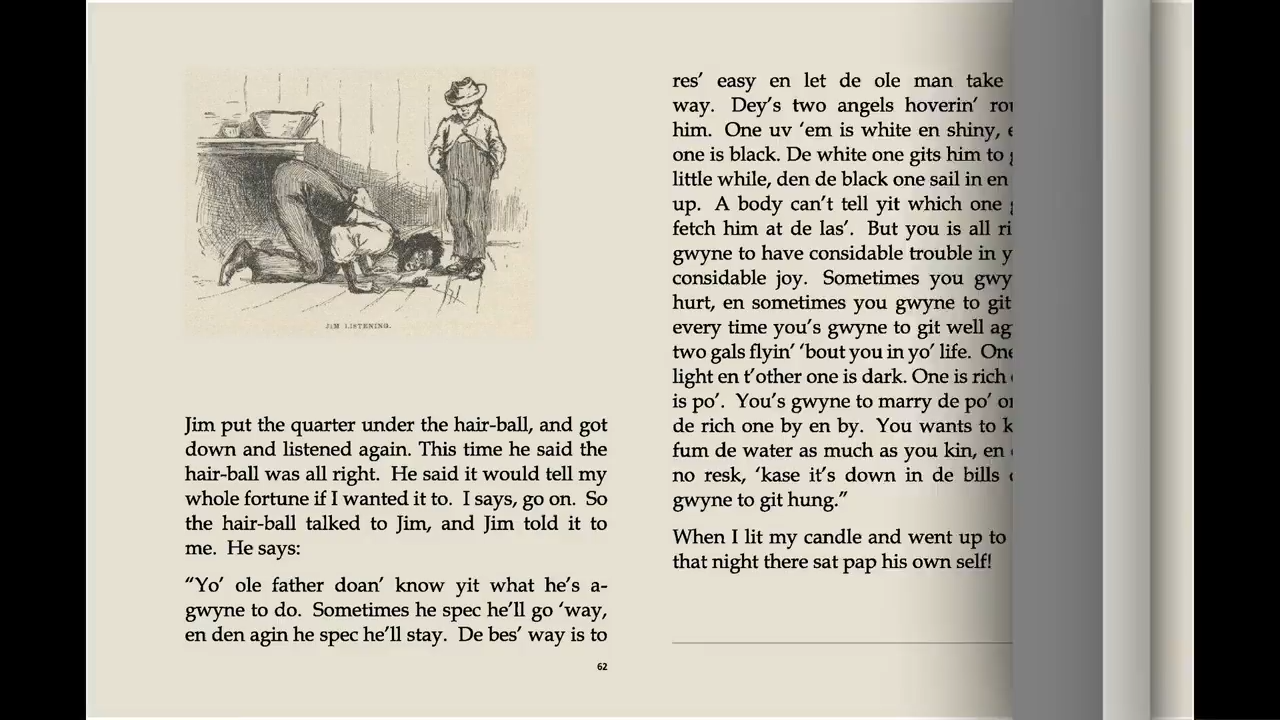 JIM LISTENING.
Jim put the quarter under the hair-ball, and got
down and listened again. This time he said the
hair-ball was all right. He said it would tell my
whole fortune if I wanted it to. I says, go on. So
the hair-ball talked to Jim, and Jim told it to
me. He says:
“Yo’ ole father doan’ know yit what he’s a-
gwyne to do. Sometimes he spec he’ll go ‘way,
en den agin he spec he’ll stay. De bes’ way is to
62
res’ easy en let de ole man take
way. Dey’s two angels hoverin’
him. One uv ‘em is white en shiny,
one is black. De white one gits him to
little while, den de black one sail in en
up. A body can’t tell yit which one
fetch him at de las’. But you is all
gwyne to have considable trouble in
considable joy. Sometimes you
hurt, en sometimes you gwyne to git
every time you’s gwyne to git well
two gals flyin’ ‘bout you in yo’ life.
light en t’other one is dark. One is rich
is po’. You’s gwyne to marry de po’
de rich one by en by. You wants to
fum de water as much as you kin, en
no resk, ‘kase it’s down in de bills
gwyne to git hung.”
When I lit my candle and went up to
that night there sat pap his own self!